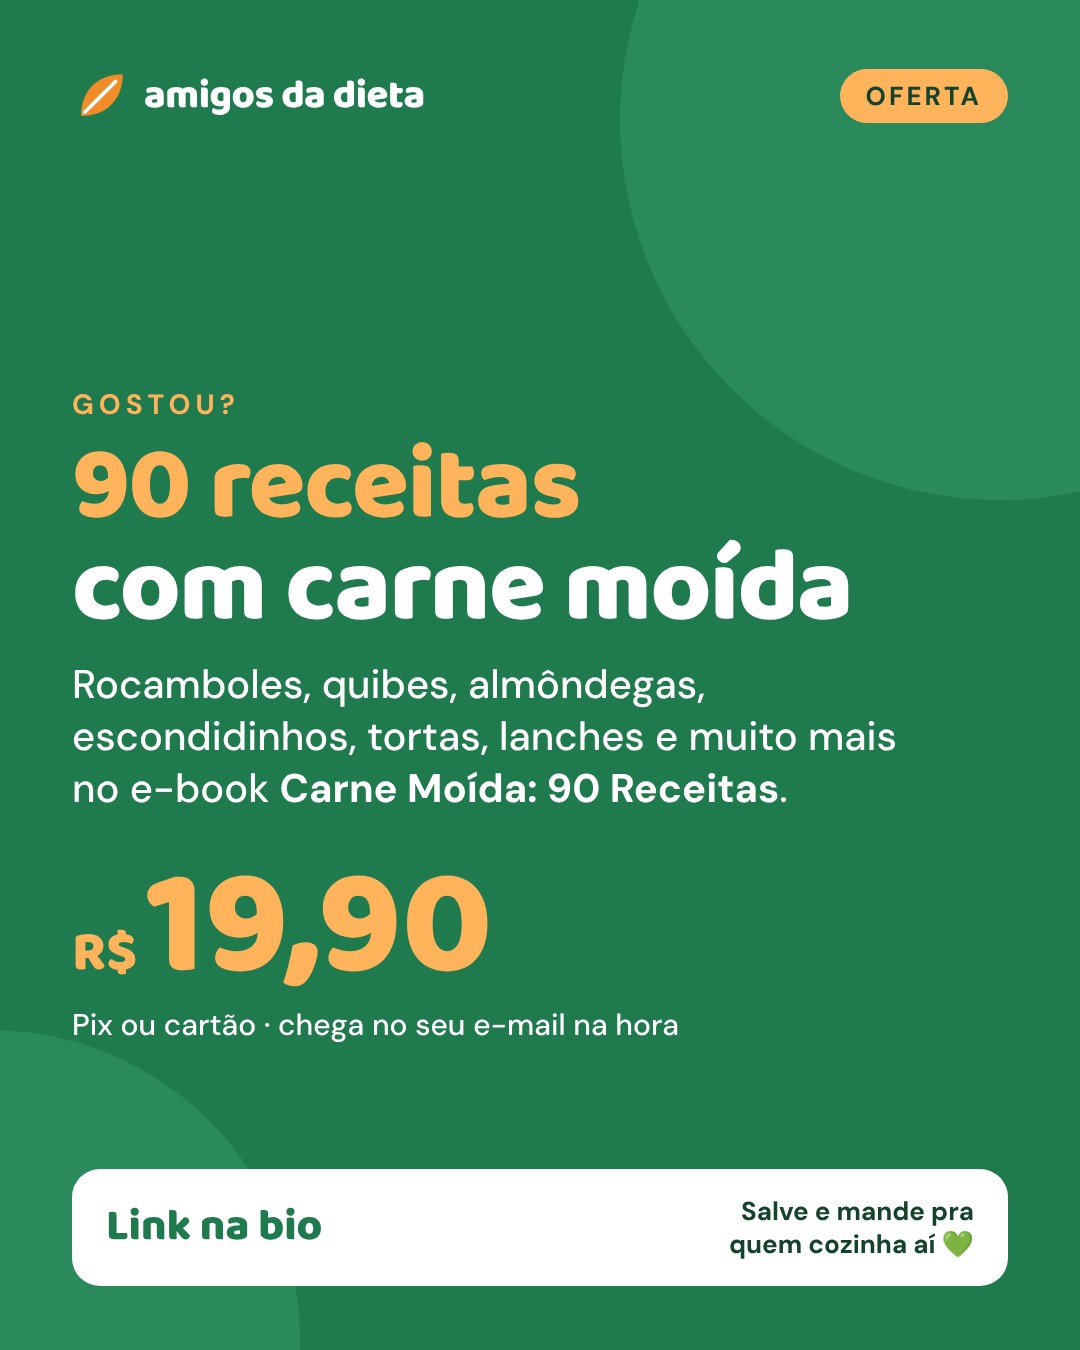 amigos da dieta
OFERTA
GOSTOU?
90 receitas
com carne moída
Rocamboles, quibes, almôndegas,
escondidinhos, tortas, lanches e muito mais
no e-book Carne Moída: 90 Receitas.
R$ 19,90
Pix ou cartão · chega no seu e-mail na hora
Link na bio
Salve e mande pra
quem cozinha aí 💚